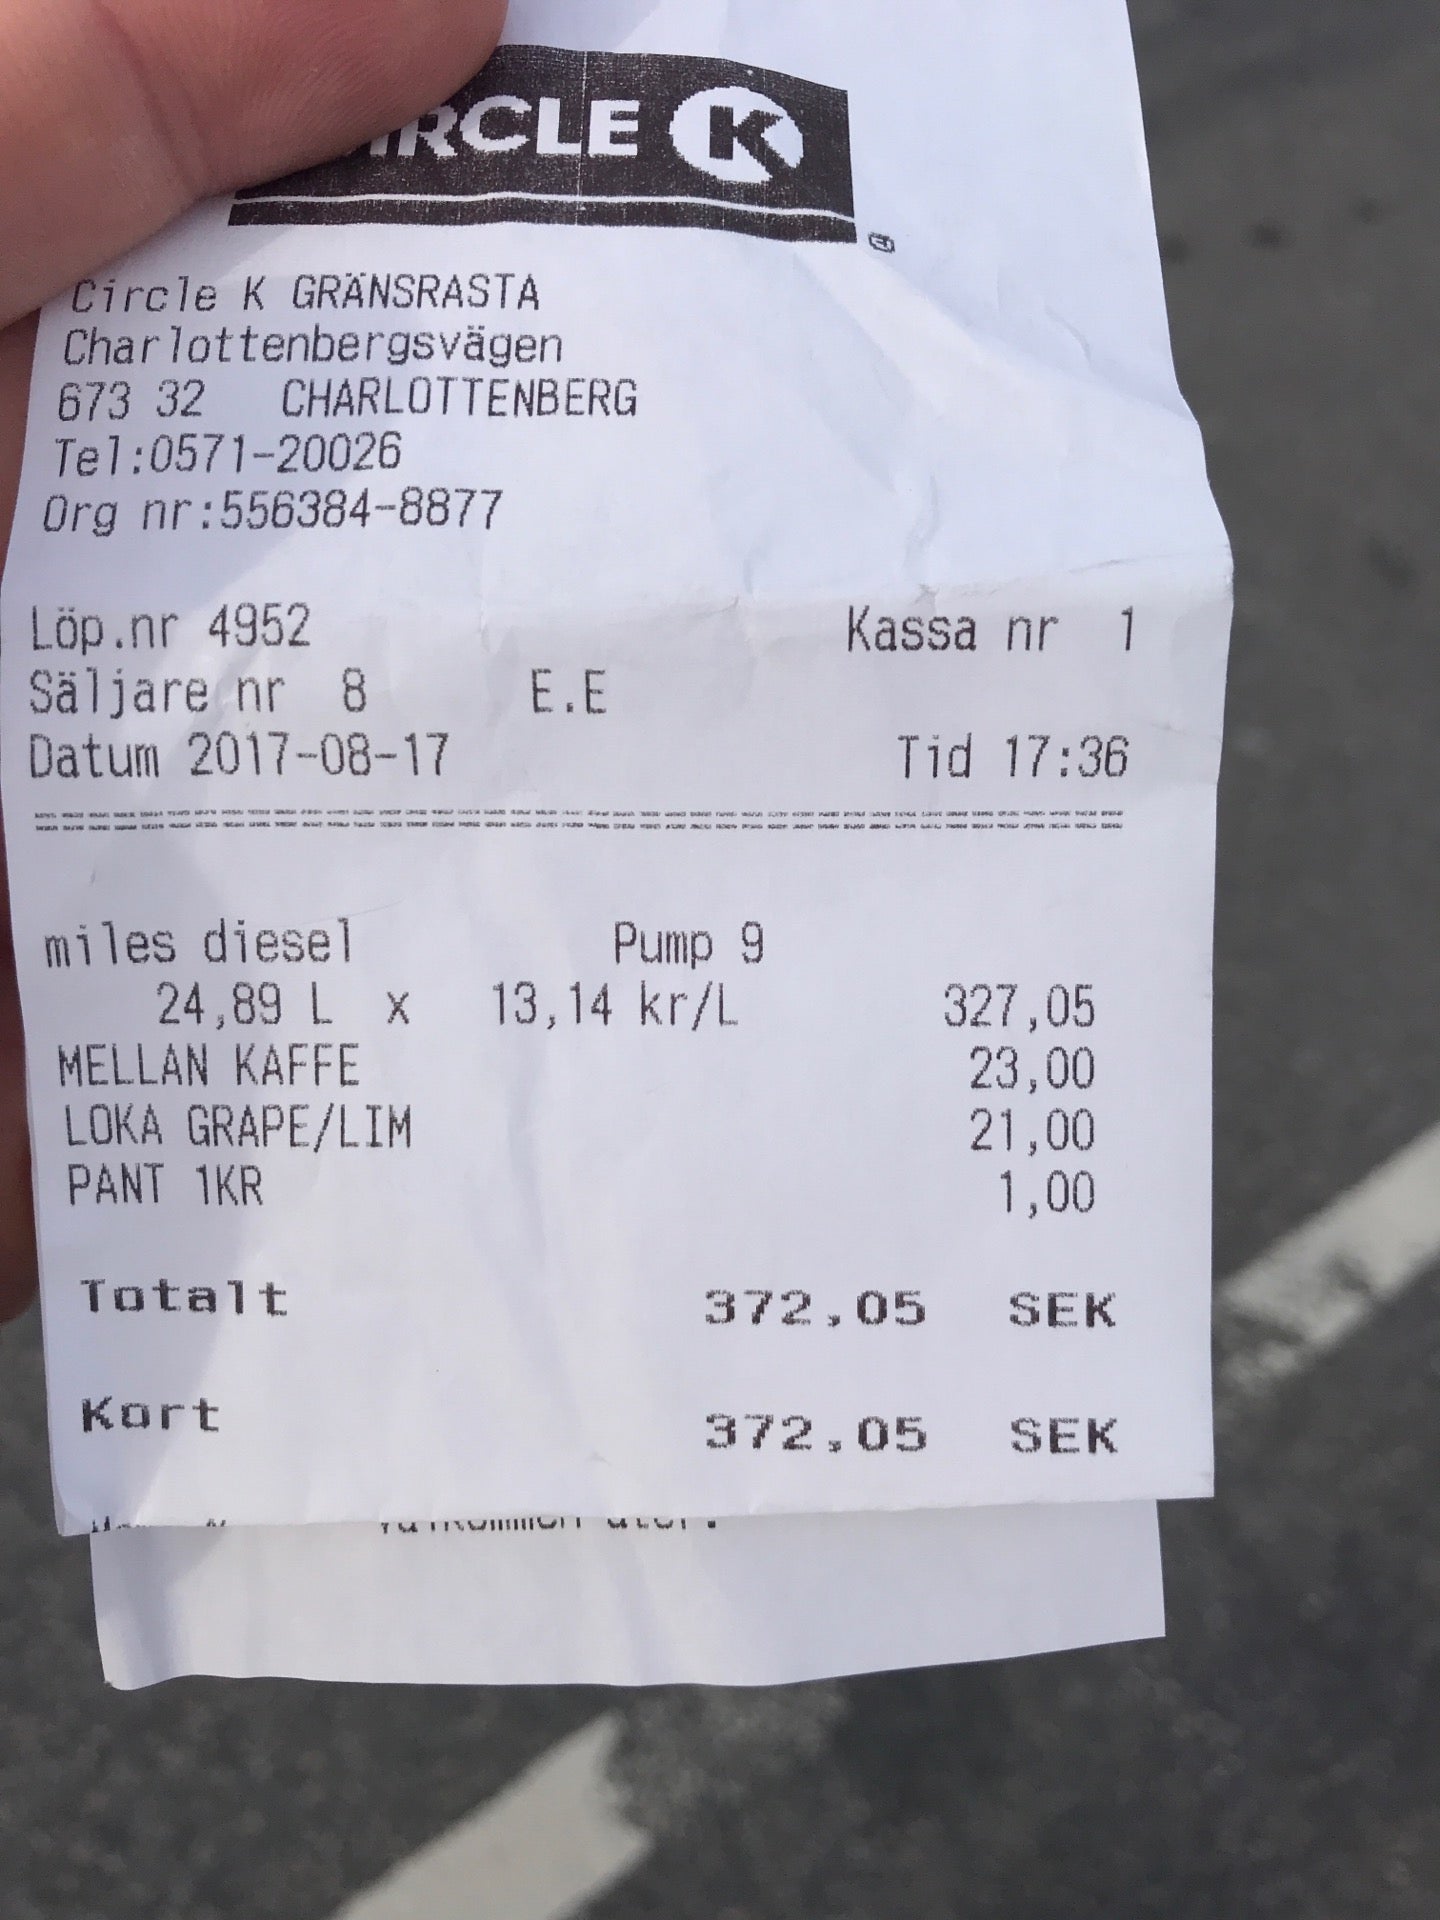 CIRCLE K
Circle K GRÄNSRASTA
Charlottenbergsvägen
673 32 CHARLOTTENBERG
Tel:0571-20026
Org nr:556384-8877
Löp.nr 4952 Kassa nr 1
Säljare nr 8 E.E
Datum 2017-08-17 Tid 17:36
miles diesel Pump 9
24,89 L x 13,14 kr/L 327,05
MELLAN KAFFE 23,00
LOKA GRAPE/LIM 21,00
PANT 1KR 1,00
Totalt 372,05 SEK
Kort 372,05 SEK